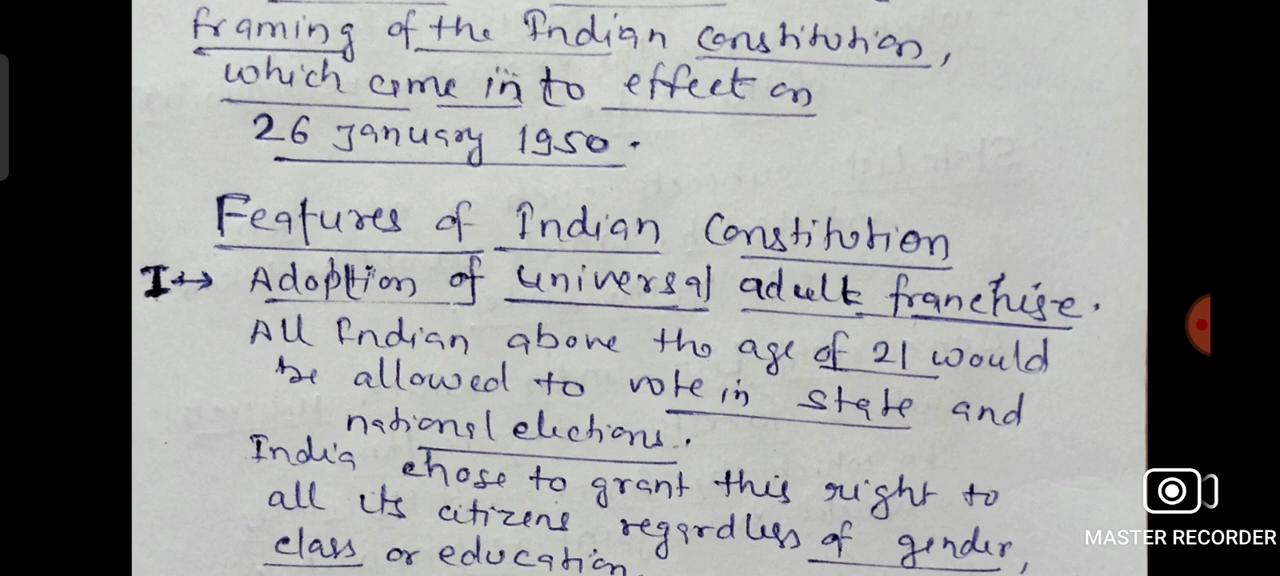 framing of the Indian constitution,
which came in to effect on
26 January 1950.
Features of Indian Constitution
I→ Adoption of universal adult franchise.
All Indian above the age of 21 would
be allowed to vote in state and
national elections.
India chose to grant this right to
all its citizens regardless of gender,
class or education
MASTER RECORDER